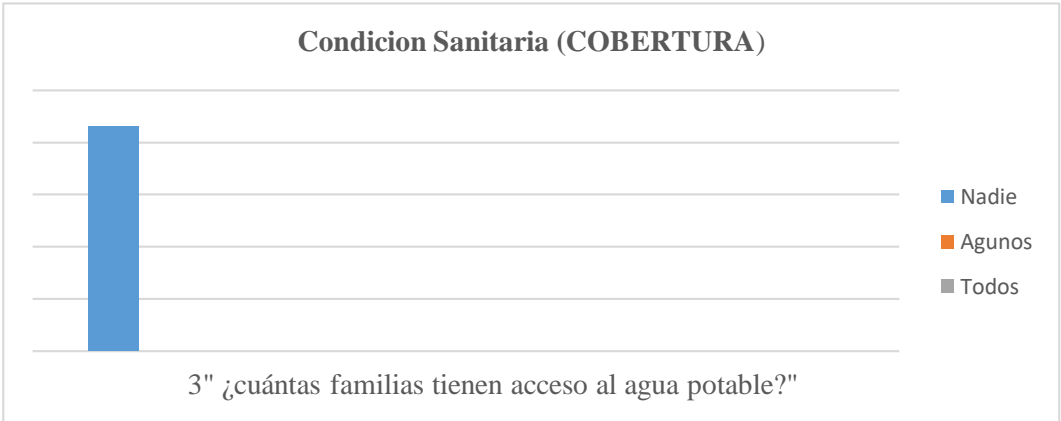 Condicion Sanitaria (COBERTURA)
Nadie
Agunos
Todos
3" ¿cuántas familias tienen acceso al agua potable?"